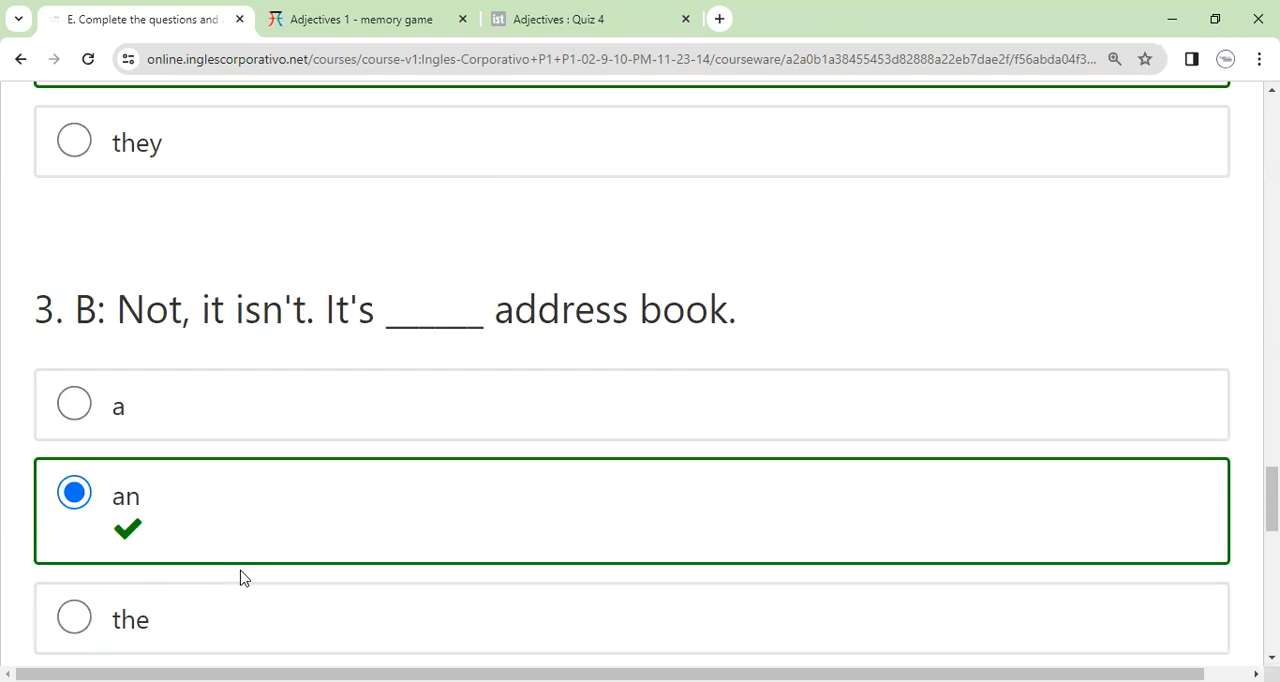 E. Complete the questions and
Adjectives 1 - memory game
ist
Adjectives : Quiz 4
online.inglescorporativo.net/courses/course-v1:Ingles-Corporativo+P1+P1-02-9-10-PM-11-23-14/courseware/a2a0b1a38455453d82888a22eb7dae2f/f56abda04f3...
they
3. B: Not, it isn't. It's ______ address book.
a
an
the